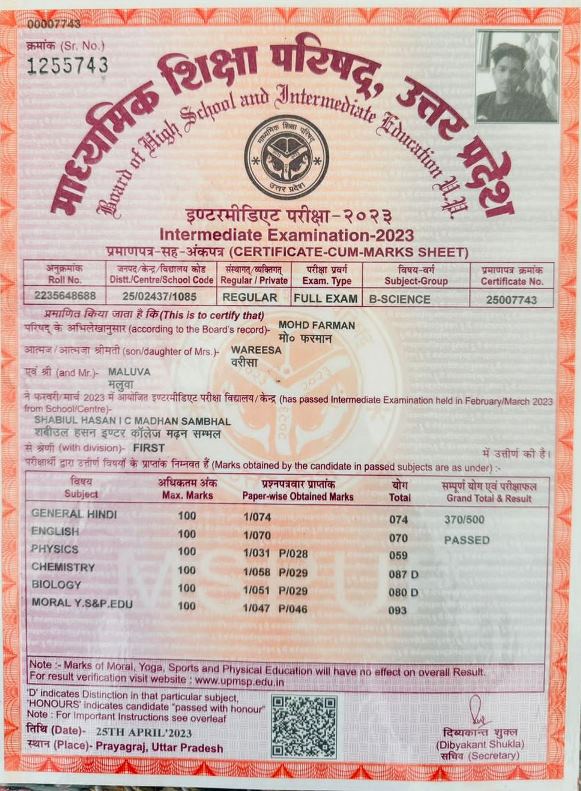 00007743
क्रमांक (Sr. No.)
1255743
माध्यमिक शिक्षा परिषद्, उत्तर प्रदेश
Board of High School and Intermediate Education U.P.
माध्यमिक शिक्षा परिषद्
उत्तर प्रदेश
इण्टरमीडिएट परीक्षा-२०२३
Intermediate Examination-2023
प्रमाणपत्र-सह-अंकपत्र (CERTIFICATE-CUM-MARKS SHEET)
अनुक्रमांक जनपद/केन्द्र/विद्यालय कोड संस्थागत/व्यक्तिगत परीक्षा प्रवर्ग विषय-वर्ग प्रमाणपत्र क्रमांक
Roll No. Distt./Centre/School Code Regular / Private Exam. Type Subject-Group Certificate No.
2235648688 25/02437/1085 REGULAR FULL EXAM B-SCIENCE 25007743
प्रमाणित किया जाता है कि(This is to certify that)
परिषद् के अभिलेखानुसार (according to the Board's record)- MOHD FARMAN
मो० फरमान
आत्मज/आत्मजा श्रीमती (son/daughter of Mrs.)- WAREESA
वरीसा
एवं श्री (and Mr.)- MALUVA
मलुवा
ने फरवरी/मार्च 2023 में आयोजित इण्टरमीडिएट परीक्षा विद्यालय/केन्द्र (has passed Intermediate Examination held in February/March 2023
from School/Centre)-
SHABIUL HASAN I C MADHAN SAMBHAL
शबीउल हसन इण्टर कॉलेज मढ़न सम्भल
से श्रेणी (with division)- FIRST में उत्तीर्ण की है।
परीक्षार्थी द्वारा उत्तीर्ण विषयों के प्राप्तांक निम्नवत हैं (Marks obtained by the candidate in passed subjects are as under) :-
विषय अधिकतम अंक प्रश्नपत्रवार प्राप्तांक योग सम्पूर्ण योग एवं परीक्षाफल
Subject Max. Marks Paper-wise Obtained Marks Total Grand Total & Result
GENERAL HINDI 100 1/074 074 370/500
ENGLISH 100 1/070 070 PASSED
PHYSICS 100 1/031 P/028 059
CHEMISTRY 100 1/058 P/029 087 D
BIOLOGY 100 1/051 P/029 080 D
MORAL Y.S&P.EDU 100 1/047 P/046 093
Note :- Marks of Moral, Yoga, Sports and Physical Education will have no effect on overall Result.
For result verification visit website : www.upmsp.edu.in
'D' indicates Distinction in that particular subject,
'HONOURS' indicates candidate "passed with honour"
Note : For Important Instructions see overleaf
तिथि (Date)- 25TH APRIL'2023
स्थान (Place)- Prayagraj, Uttar Pradesh
दिब्यकान्त शुक्ल
(Dibyakant Shukla)
सचिव (Secretary)